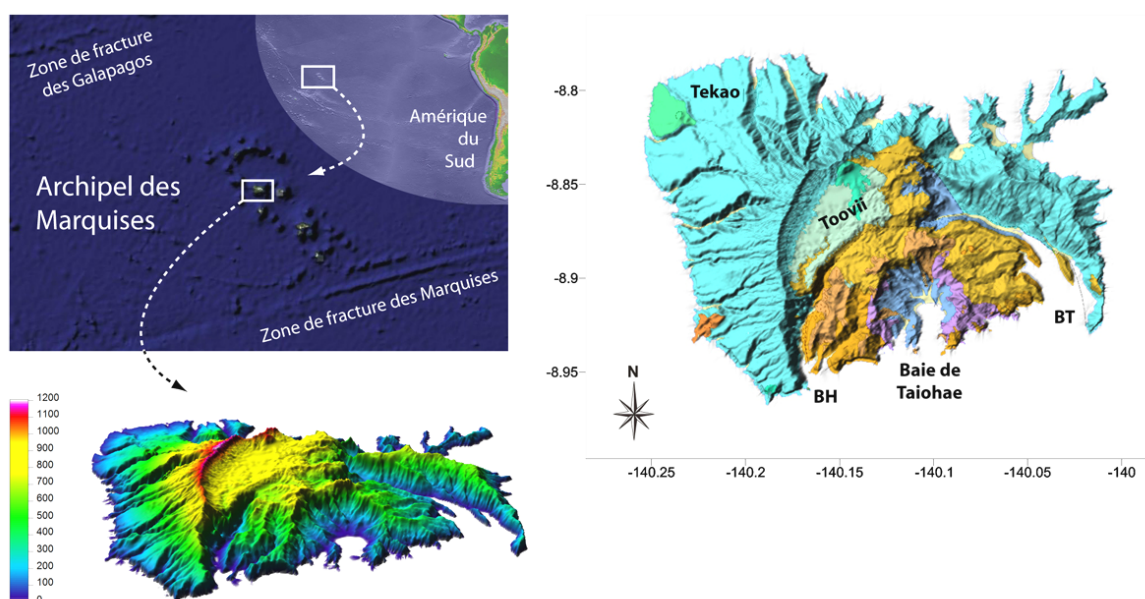 Zone de fracture
des Galapagos
Amérique
du
Sud
Archipel des
Marquises
Zone de fracture des Marquises
1200
1100
1000
900
800
700
600
500
400
300
200
100
0
-8.8
-8.85
-8.9
-8.95
Tekao
Toovii
BT
Baie de
Taiohae
BH
N
-140.25
-140.2
-140.15
-140.1
-140.05
-140